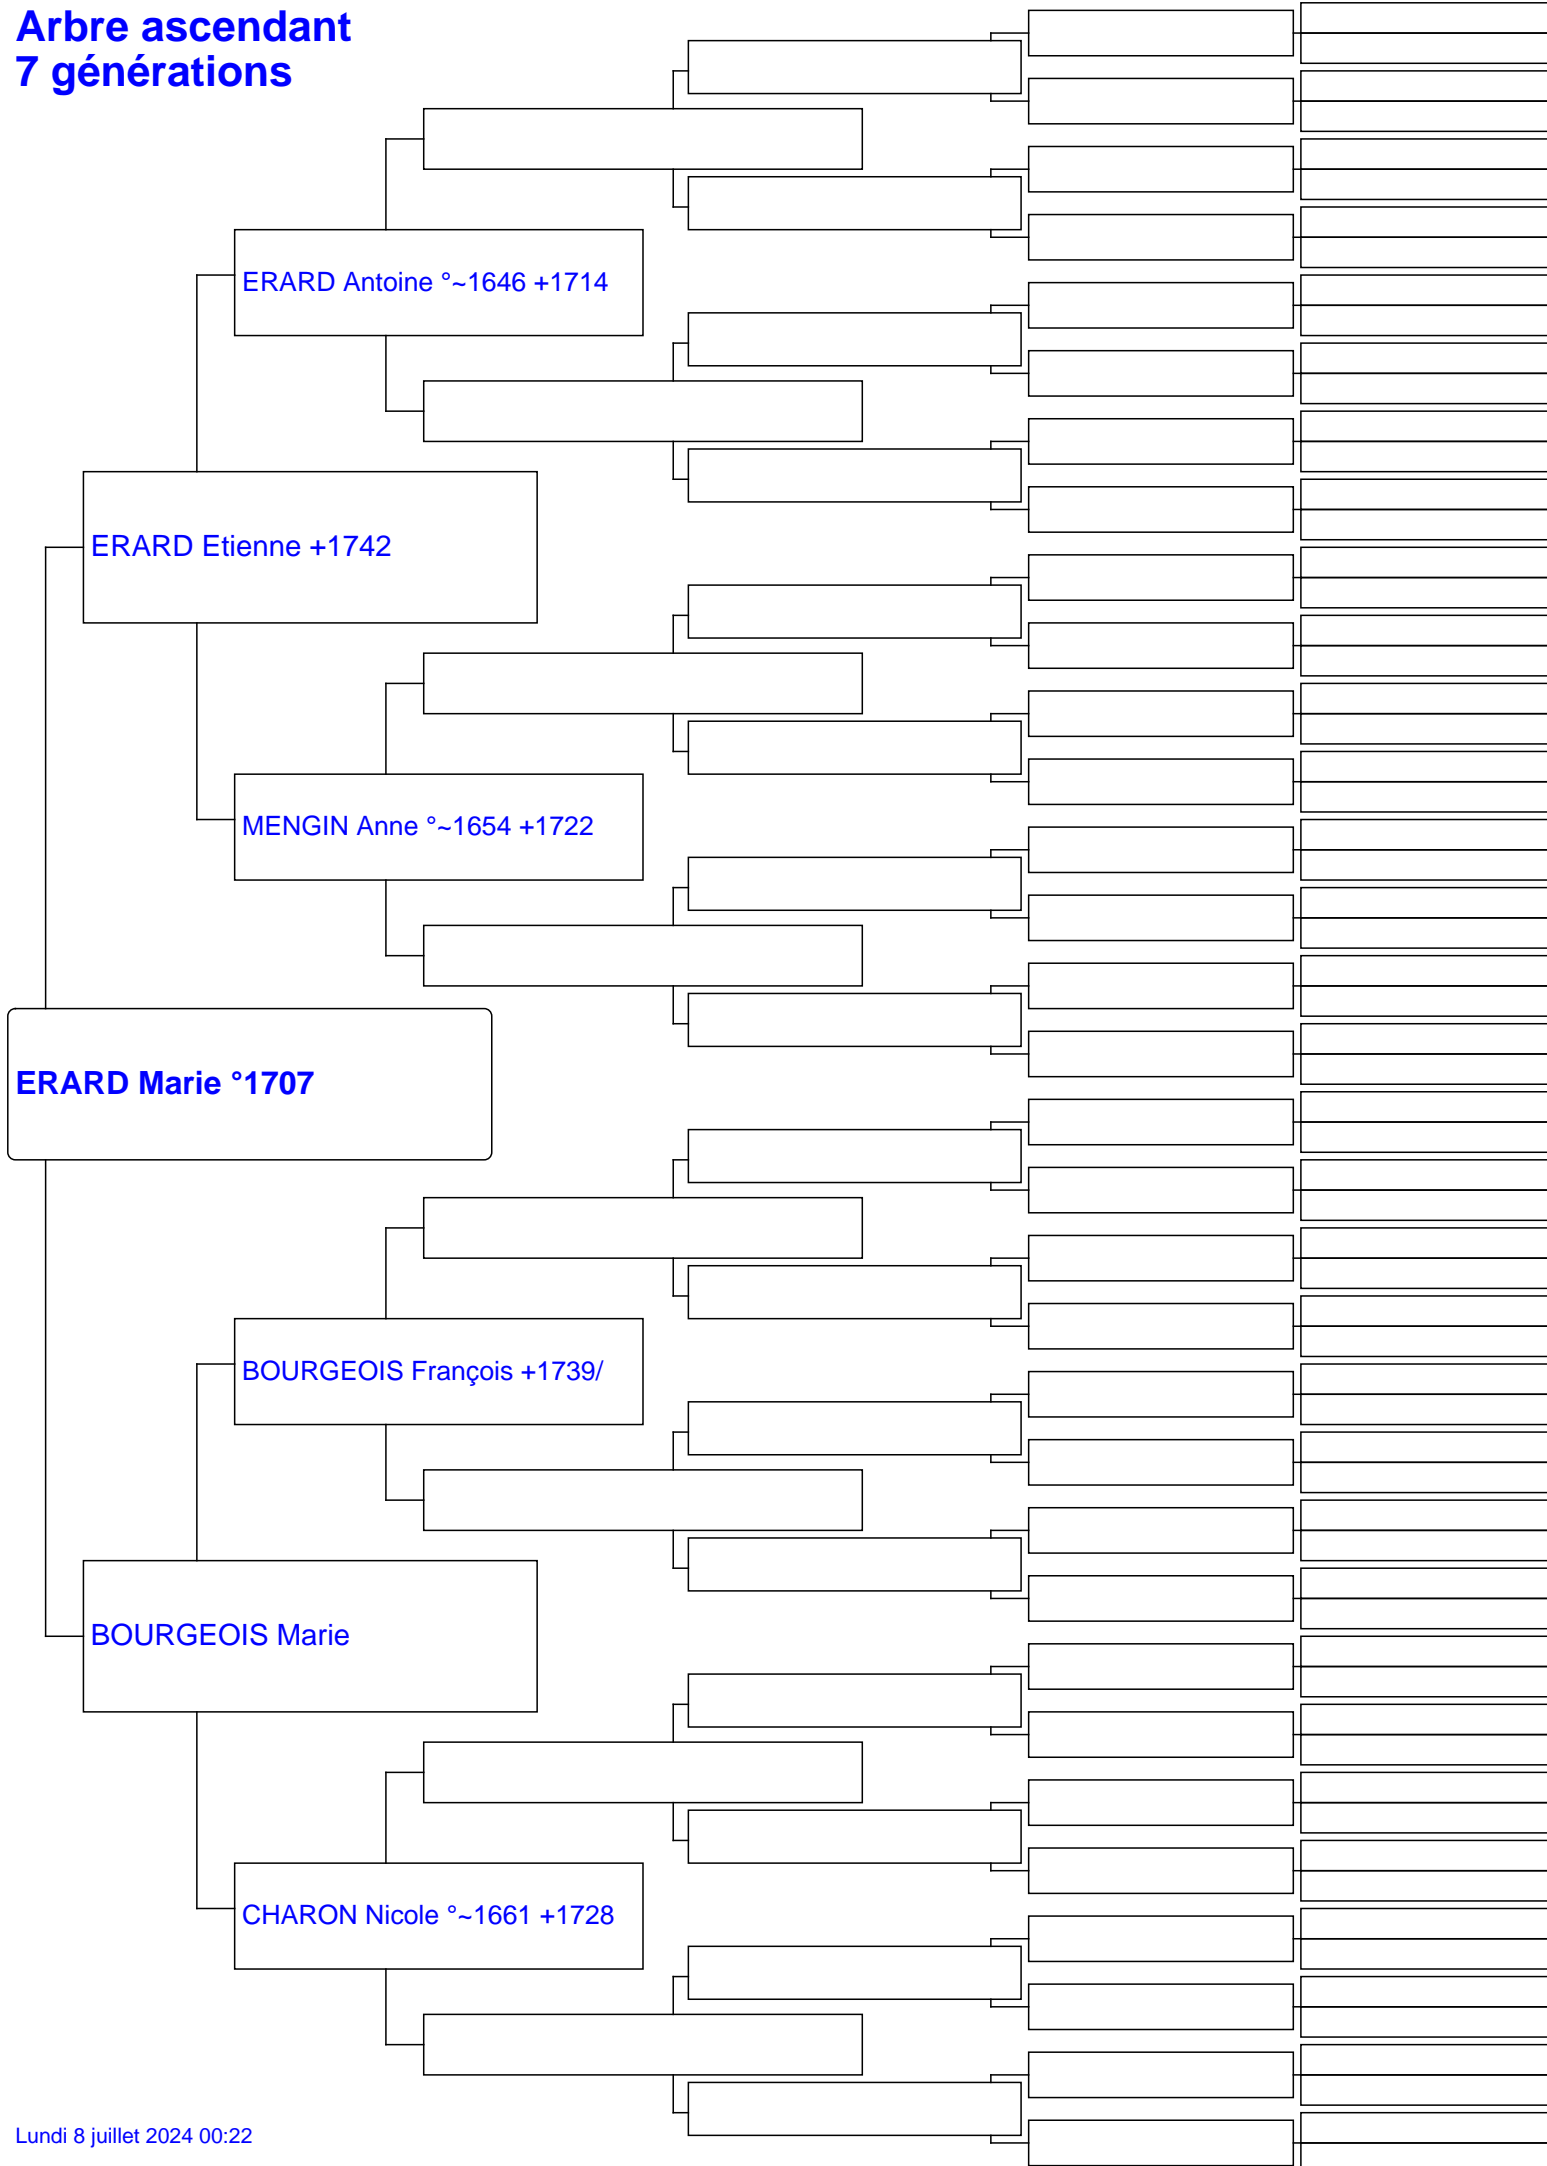 Arbre ascendant
7 générations
ERARD Antoine °~1646 +1714
ERARD Etienne +1742
MENGIN Anne °~1654 +1722
ERARD Marie °1707
BOURGEOIS François +1739/
BOURGEOIS Marie
CHARON Nicole °~1661 +1728
Lundi 8 juillet 2024 00:22